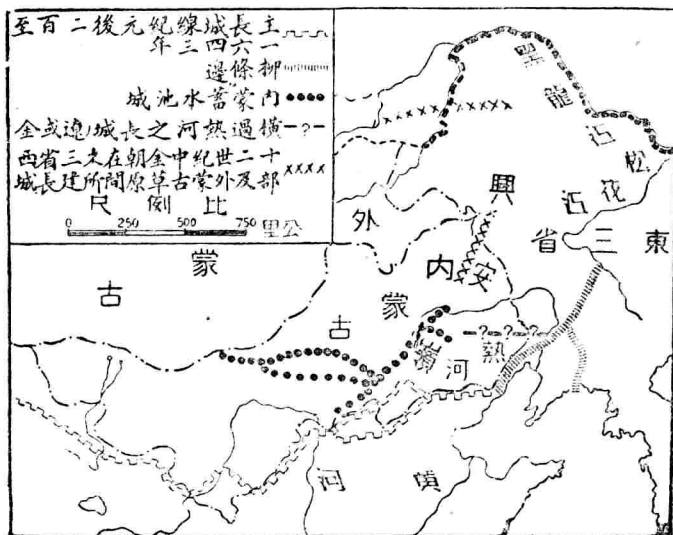 主長城線紀元後二百至
一六四三年
柳條邊
內蒙蓄水池城
橫過熱河之長城(遼或金
十二世紀中金朝在東三省西
部及外蒙古草原間所建長城
比例尺
0 250 500 750 公里
黑龍江
松花江
東三省
興安
外蒙古
內蒙古
熱河
黃河